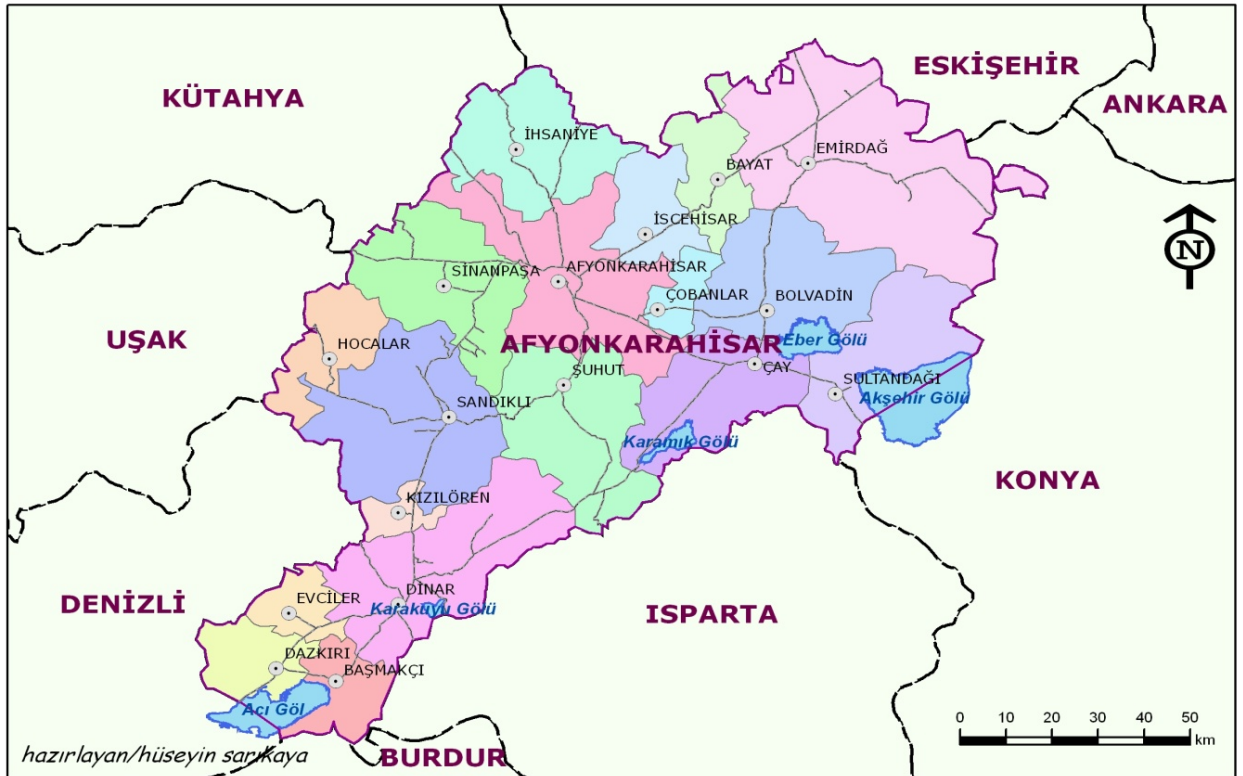 ESKİŞEHİR
KÜTAHYA
ANKARA
İHSANİYE
BAYAT
EMİRDAĞ
İSCEHİSAR
N
SİNANPAŞA
AFYONKARAHİSAR
ÇOBANLAR
BOLVADİN
UŞAK
HOCALAR
AFYONKARAHİSAR
Eber Gölü
ŞUHUT
ÇAY
SULTANDAĞI
Akşehir Gölü
SANDIKLI
Karamık Gölü
KONYA
KIZILÖREN
DENİZLİ
EVCİLER
DİNAR
Karakuyu Gölü
ISPARTA
DAZKIRI
BAŞMAKÇI
Acı Göl
0 10 20 30 40 50
km
hazırlayan/hüseyin sarıkaya
BURDUR